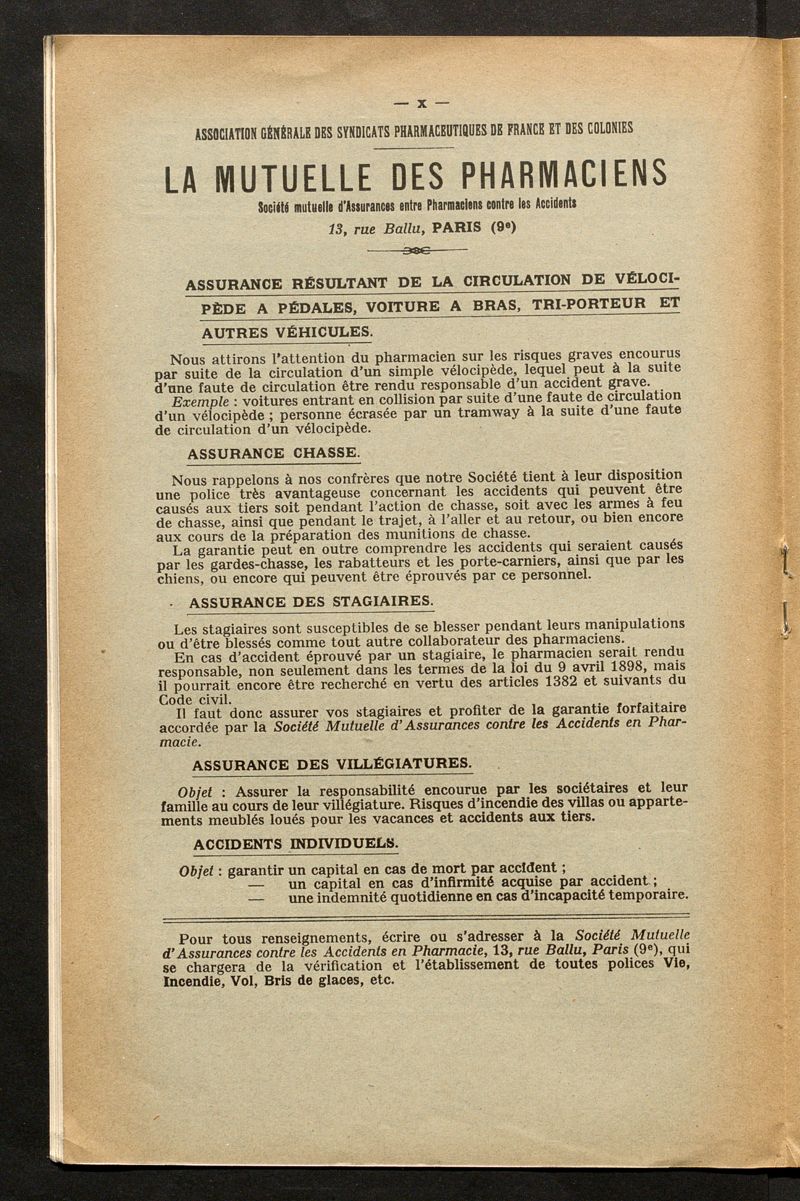 — X —
ASSOCIATION GÉNÉRALE DES SYNDICATS PHARMACEUTIQUES DE FRANCE ET DES COLONIES
LA MUTUELLE DES PHARMACIENS
Société mutuelle d'Assurances entre Pharmaciens contre les Accidents
13, rue Ballu, PARIS (9e)
ASSURANCE RÉSULTANT DE LA CIRCULATION DE VÉLOCI-
PÈDE A PÉDALES, VOITURE A BRAS, TRI-PORTEUR ET
AUTRES VÉHICULES.
Nous attirons l'attention du pharmacien sur les risques graves encourus
par suite de la circulation d'un simple vélocipède, lequel peut à la suite
d'une faute de circulation être rendu responsable d'un accident grave.
Exemple : voitures entrant en collision par suite d'une faute de circulation
d'un vélocipède ; personne écrasée par un tramway à la suite d'une faute
de circulation d'un vélocipède.
ASSURANCE CHASSE.
Nous rappelons à nos confrères que notre Société tient à leur disposition
une police très avantageuse concernant les accidents qui peuvent être
causés aux tiers soit pendant l'action de chasse, soit avec les armes à feu
de chasse, ainsi que pendant le trajet, à l'aller et au retour, ou bien encore
aux cours de la préparation des munitions de chasse.
La garantie peut en outre comprendre les accidents qui seraient causés
par les gardes-chasse, les rabatteurs et les porte-carniers, ainsi que par les
chiens, ou encore qui peuvent être éprouvés par ce personnel.
ASSURANCE DES STAGIAIRES.
Les stagiaires sont susceptibles de se blesser pendant leurs manipulations
ou d'être blessés comme tout autre collaborateur des pharmaciens.
En cas d'accident éprouvé par un stagiaire, le pharmacien serait rendu
responsable, non seulement dans les termes de la loi du 9 avril 1898, mais
il pourrait encore être recherché en vertu des articles 1382 et suivants du
Code civil.
Il faut donc assurer vos stagiaires et profiter de la garantie forfaitaire
accordée par la Société Mutuelle d'Assurances contre les Accidents en Phar-
macie.
ASSURANCE DES VILLÉGIATURES.
Objet : Assurer la responsabilité encourue par les sociétaires et leur
famille au cours de leur villégiature. Risques d'incendie des villas ou apparte-
ments meublés loués pour les vacances et accidents aux tiers.
ACCIDENTS INDIVIDUELS.
Objet : garantir un capital en cas de mort par accident ;
— un capital en cas d'infirmité acquise par accident ;
— une indemnité quotidienne en cas d'incapacité temporaire.
Pour tous renseignements, écrire ou s'adresser à la Société Mutuelle
d'Assurances contre les Accidents en Pharmacie, 13, rue Ballu, Paris (9e), qui
se chargera de la vérification et l'établissement de toutes polices Vie,
Incendie, Vol, Bris de glaces, etc.